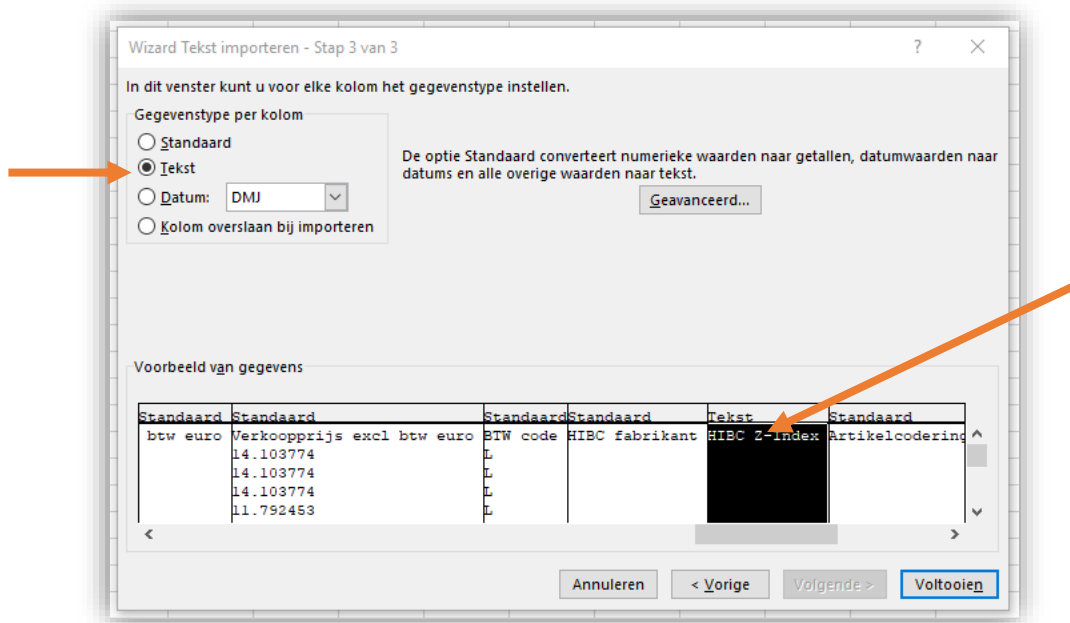 Wizard Tekst importeren - Stap 3 van 3
In dit venster kunt u voor elke kolom het gegevenstype instellen.
Gegevenstype per kolom
Standaard
Tekst
Datum: DMJ
Kolom overslaan bij importeren
De optie Standaard converteert numerieke waarden naar getallen, datumwaarden naar
datums en alle overige waarden naar tekst.
Geavanceerd...
Voorbeeld van gegevens
Standaard Standaard Standaard Standaard Tekst Standaard
btw euro Verkoopprijs excl btw euro BTW code HIBC fabrikant HIBC Z-Index Artikelcodering
14.103774 L
14.103774 L
14.103774 L
11.792453 L
Annuleren < Vorige Volgende > Voltooien